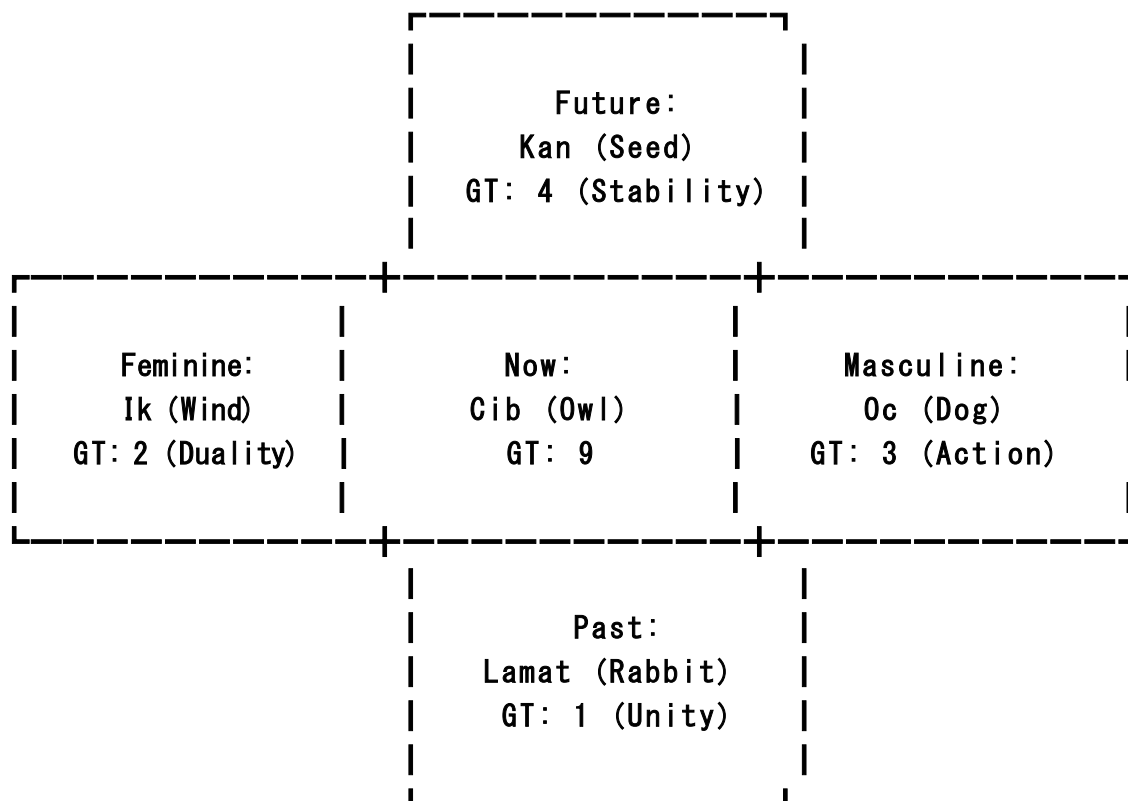 Future:
Kan (Seed)
GT: 4 (Stability)
Feminine:
Ik (Wind)
GT: 2 (Duality)
Now:
Cib (Owl)
GT: 9
Masculine:
Oc (Dog)
GT: 3 (Action)
Past:
Lamat (Rabbit)
GT: 1 (Unity)